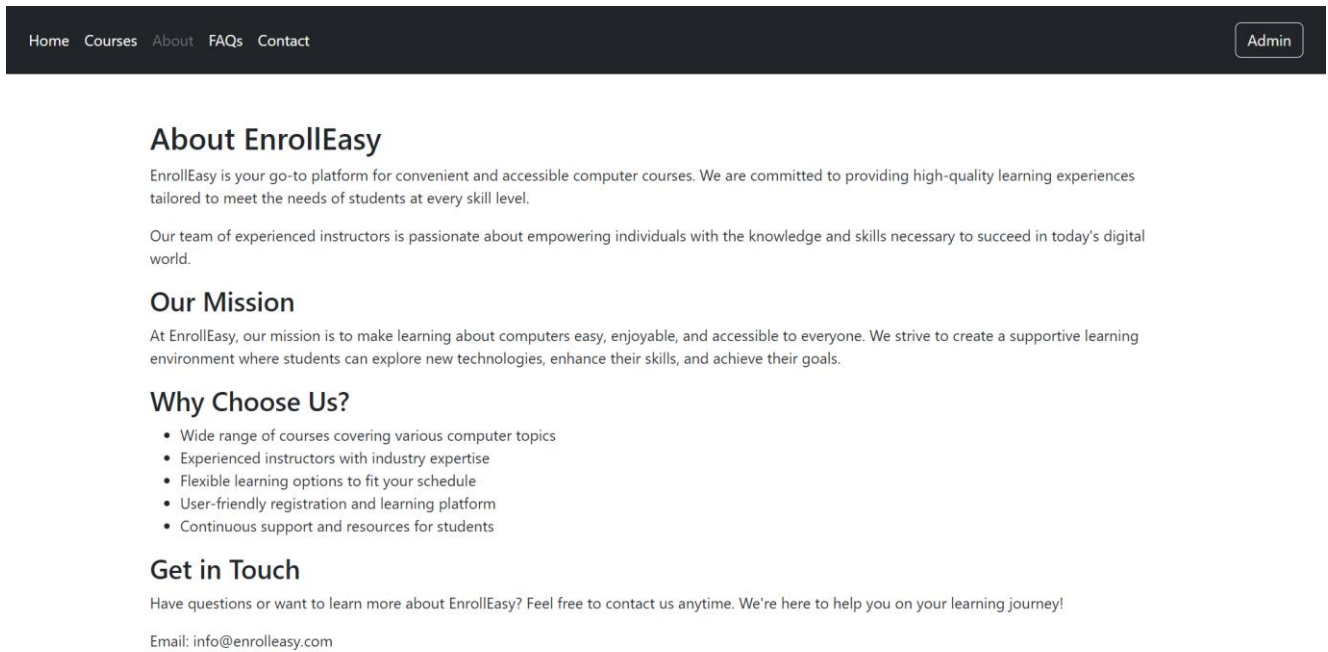 Home Courses About FAQs Contact Admin
About EnrollEasy
EnrollEasy is your go-to platform for convenient and accessible computer courses. We are committed to providing high-quality learning experiences
tailored to meet the needs of students at every skill level.
Our team of experienced instructors is passionate about empowering individuals with the knowledge and skills necessary to succeed in today's digital
world.
Our Mission
At EnrollEasy, our mission is to make learning about computers easy, enjoyable, and accessible to everyone. We strive to create a supportive learning
environment where students can explore new technologies, enhance their skills, and achieve their goals.
Why Choose Us?
• Wide range of courses covering various computer topics
• Experienced instructors with industry expertise
• Flexible learning options to fit your schedule
• User-friendly registration and learning platform
• Continuous support and resources for students
Get in Touch
Have questions or want to learn more about EnrollEasy? Feel free to contact us anytime. We're here to help you on your learning journey!
Email: info@enrolleasy.com